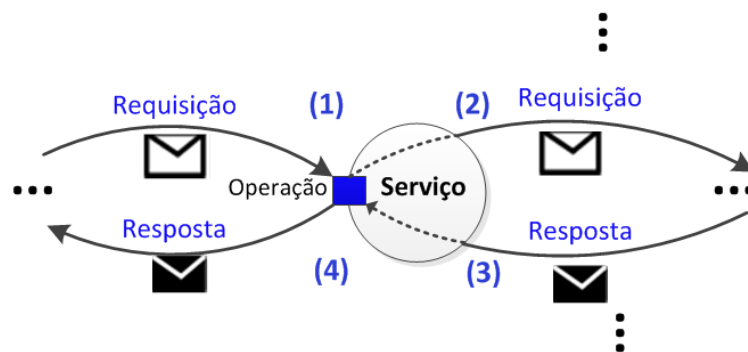 (1)
(2)
Requisição
Requisição
Operação
Serviço
Resposta
Resposta
(4)
(3)